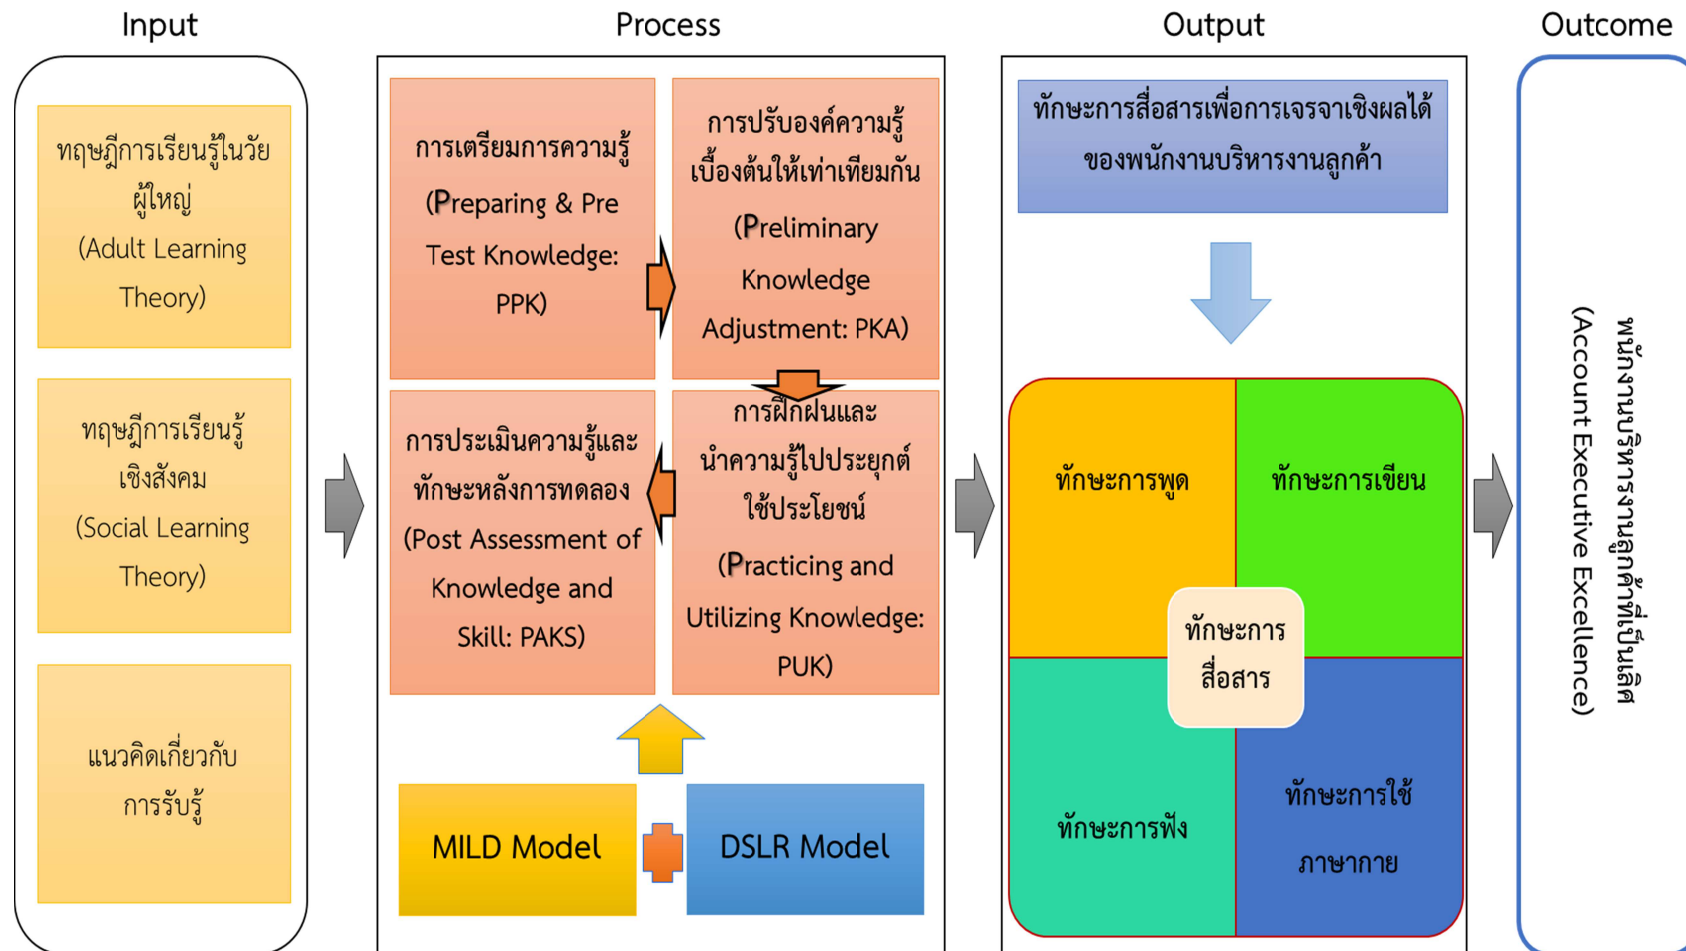 Input
ทฤษฎีการเรียนรู้ในวัย
ผู้ใหญ่
(Adult Learning
Theory)
ทฤษฎีการเรียนรู้
เชิงสังคม
(Social Learning
Theory)
แนวคิดเกี่ยวกับ
การรับรู้
Process
การเตรียมการความรู้
(Preparing & Pre
Test Knowledge:
PPK)
การปรับองค์ความรู้
เบื้องต้นให้เท่าเทียมกัน
(Preliminary
Knowledge
Adjustment: PKA)
การฝึกฝนและ
นำความรู้ไปประยุกต์
ใช้ประโยชน์
(Practicing and
Utilizing Knowledge:
PUK)
การประเมินความรู้และ
ทักษะหลังการทดลอง
(Post Assessment of
Knowledge and
Skill: PAKS)
MILD Model
DSLR Model
Output
ทักษะการสื่อสารเพื่อการเจรจาเชิงผลได้
ของพนักงานบริหารงานลูกค้า
ทักษะการพูด
ทักษะการเขียน
ทักษะการ
สื่อสาร
ทักษะการฟัง
ทักษะการใช้
ภาษากาย
Outcome
พนักงานบริหารงานลูกค้าที่เป็นเลิศ
(Account Executive Excellence)